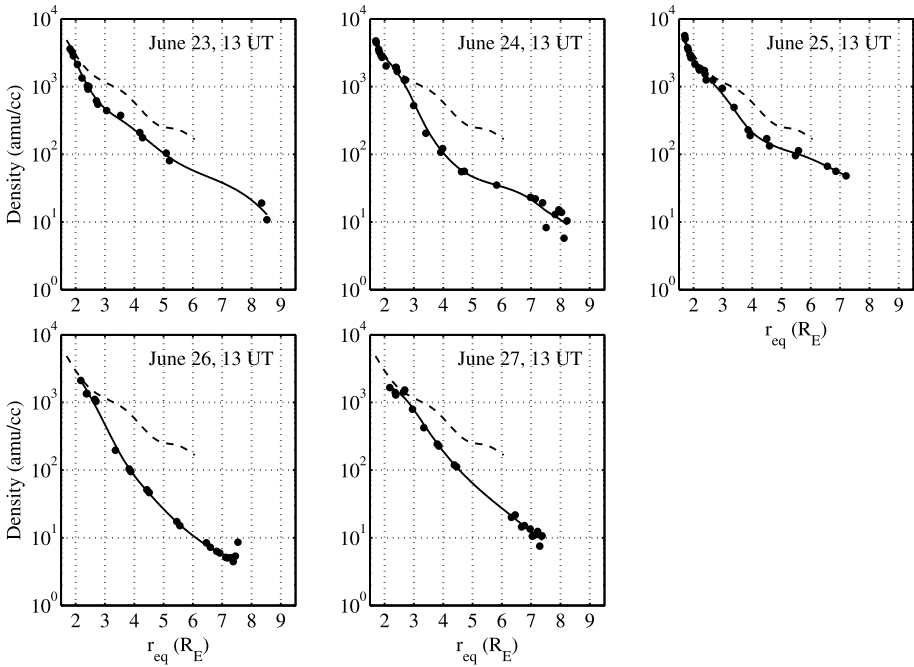 10^4
10^3
10^2
10^1
10^0
Density (amu/cc)
June 23, 13 UT
2 3 4 5 6 7 8 9
10^4
10^3
10^2
10^1
10^0
June 24, 13 UT
2 3 4 5 6 7 8 9
10^4
10^3
10^2
10^1
10^0
June 25, 13 UT
2 3 4 5 6 7 8 9
r_eq (R_E)
10^4
10^3
10^2
10^1
10^0
Density (amu/cc)
June 26, 13 UT
2 3 4 5 6 7 8 9
r_eq (R_E)
10^4
10^3
10^2
10^1
10^0
June 27, 13 UT
2 3 4 5 6 7 8 9
r_eq (R_E)